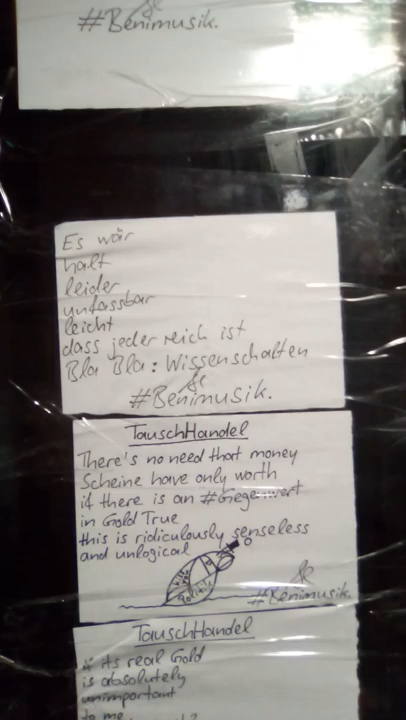 #Benimusik.
Es wär
halt
leider
unfassbar
leicht
dass jeder reich ist
Bla Bla: Wissenschaften
#Benimusik.
TauschHandel
There's no need that money
Scheine have only worth
if there is an #Gegenwert
in Gold True
this is ridiculously senseless
and unlogical
#Benimusik.
TauschHandel
its real Gold
is absolutely
unimportant
to me